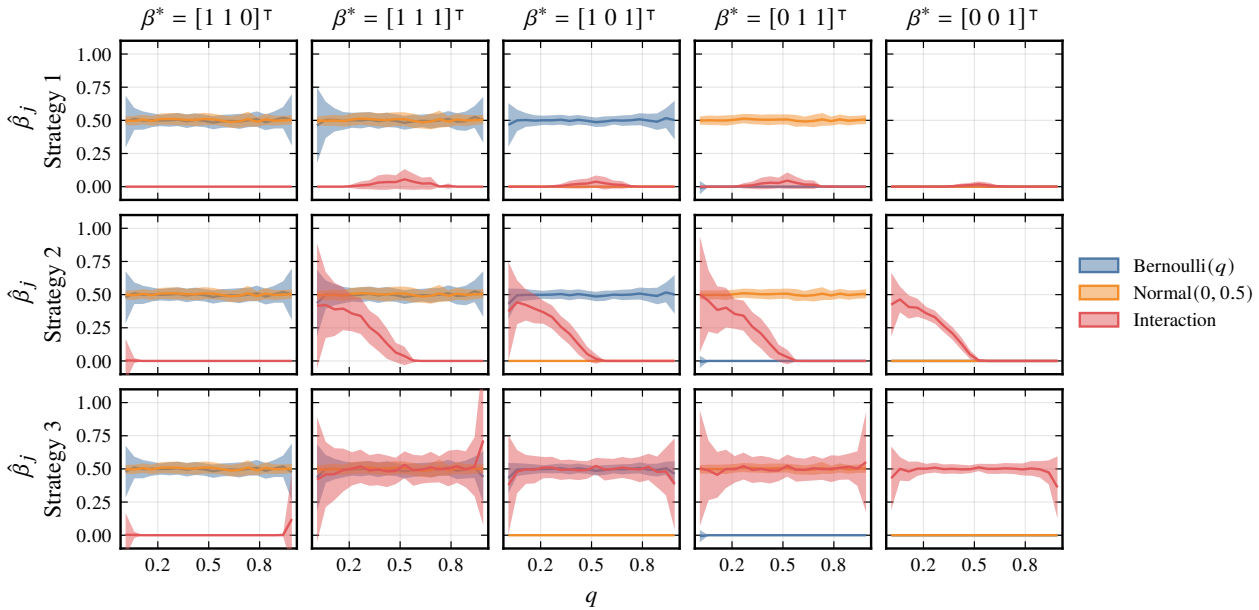 β* = [1 1 0]ᵀ β* = [1 1 1]ᵀ β* = [1 0 1]ᵀ β* = [0 1 1]ᵀ β* = [0 0 1]ᵀ
β̂_j
Strategy 1
1.00
0.75
0.50
0.25
0.00
β̂_j
Strategy 2
1.00
0.75
0.50
0.25
0.00
Bernoulli(q)
Normal(0, 0.5)
Interaction
β̂_j
Strategy 3
1.00
0.75
0.50
0.25
0.00
0.2 0.5 0.8 0.2 0.5 0.8 0.2 0.5 0.8 0.2 0.5 0.8 0.2 0.5 0.8
q